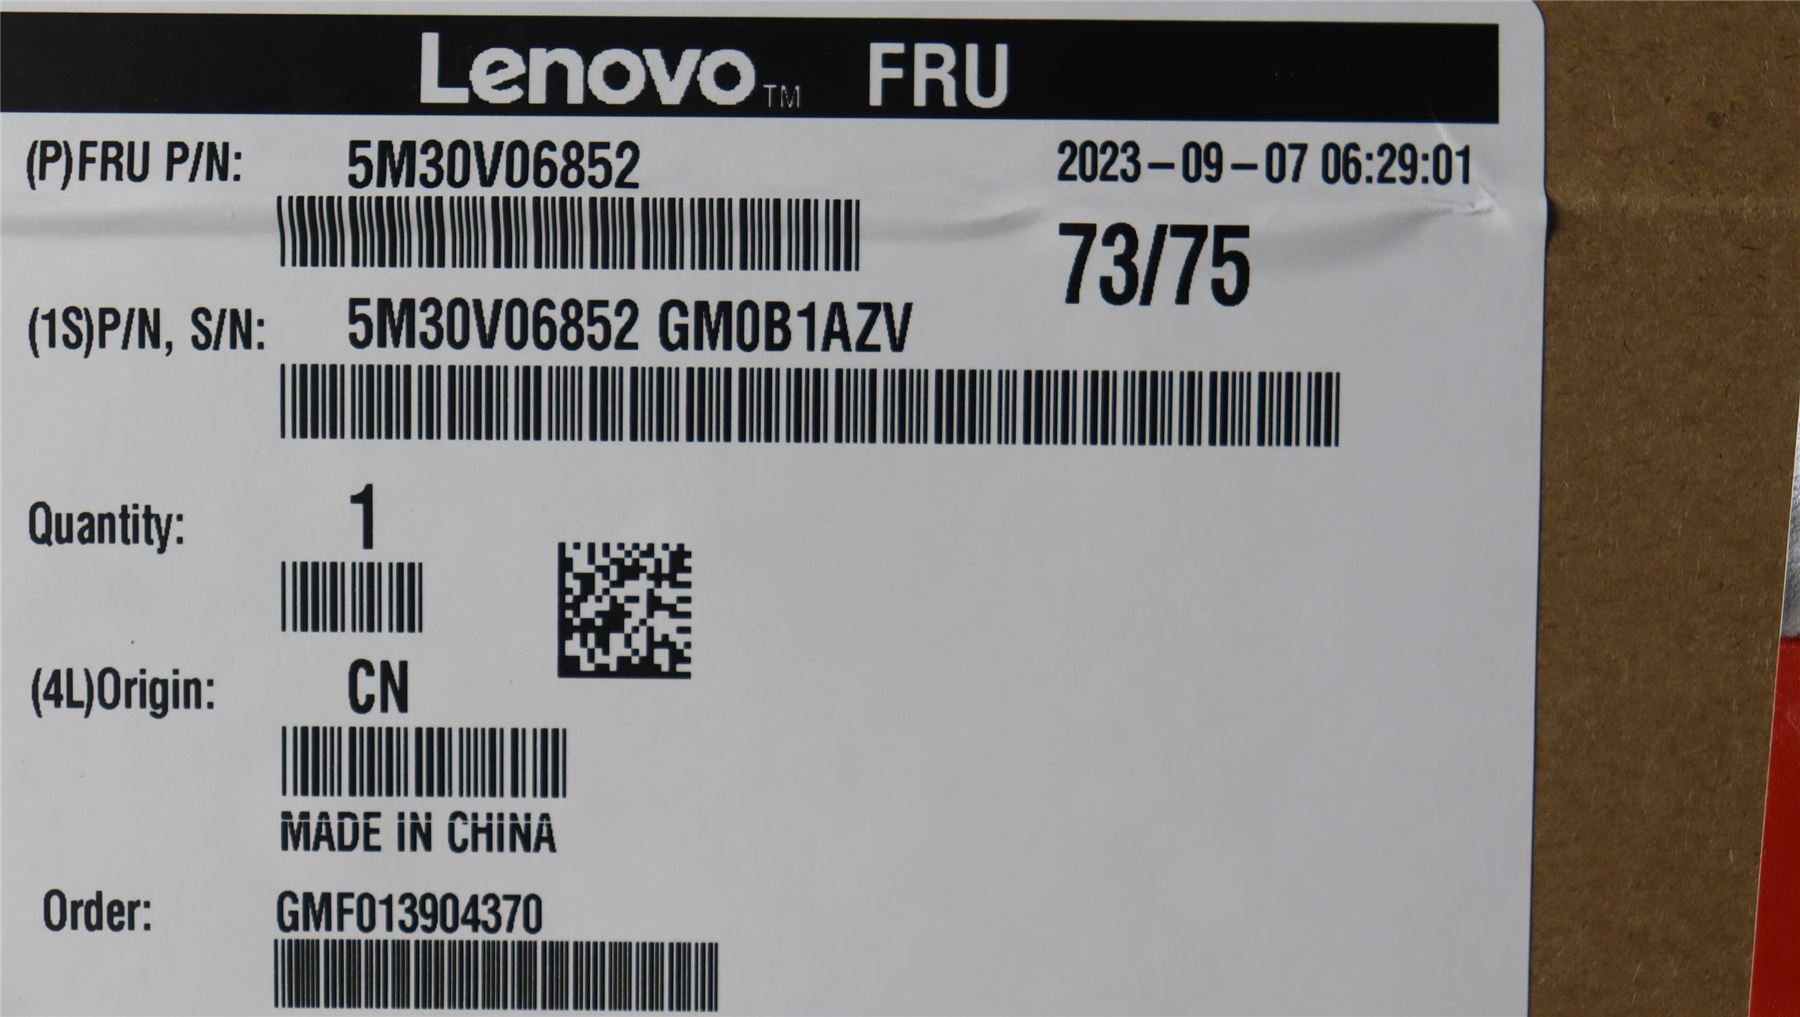 Lenovo™ FRU
(P)FRU P/N: 5M30V06852 2023-09-07 06:29:01
73/75
(1S)P/N, S/N: 5M30V06852 GM0B1AZV
Quantity: 1
(4L)Origin: CN
MADE IN CHINA
Order: GMF013904370